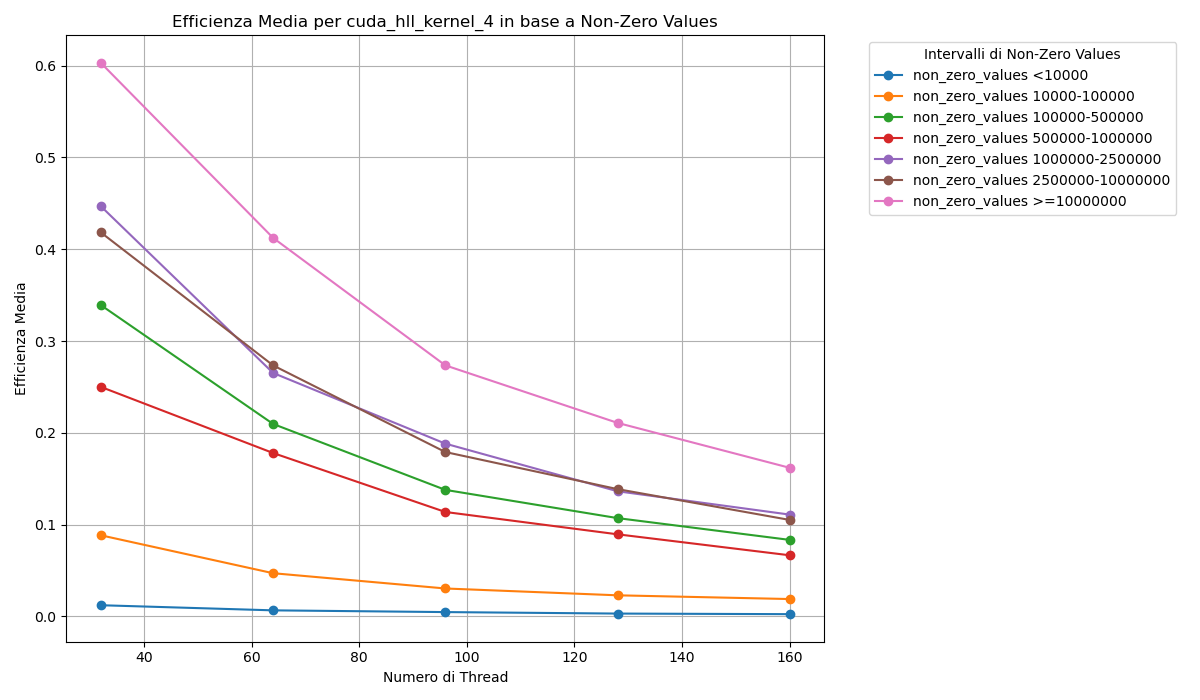 Efficienza Media per cuda_hll_kernel_4 in base a Non-Zero Values
Efficienza Media
0.6
0.5
0.4
0.3
0.2
0.1
0.0
40 60 80 100 120 140 160
Numero di Thread
Intervalli di Non-Zero Values
non_zero_values <10000
non_zero_values 10000-100000
non_zero_values 100000-500000
non_zero_values 500000-1000000
non_zero_values 1000000-2500000
non_zero_values 2500000-10000000
non_zero_values >=10000000